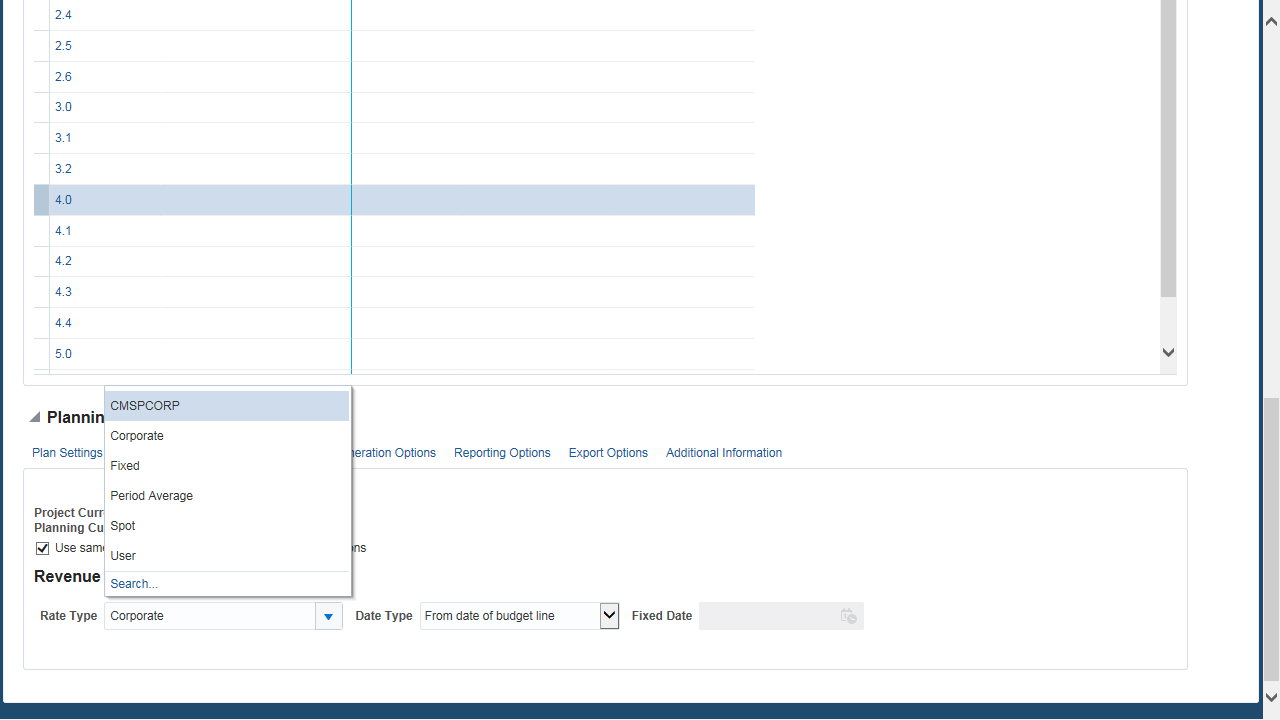 2.4
2.5
2.6
3.0
3.1
3.2
4.0
4.1
4.2
4.3
4.4
5.0
Plannin
CMSPCORP
Corporate
Fixed
Period Average
Spot
User
Search...
Plan Settings neration Options Reporting Options Export Options Additional Information
Project Curr
Planning Cu
Use same ons
Revenue
Rate Type Corporate Date Type From date of budget line Fixed Date